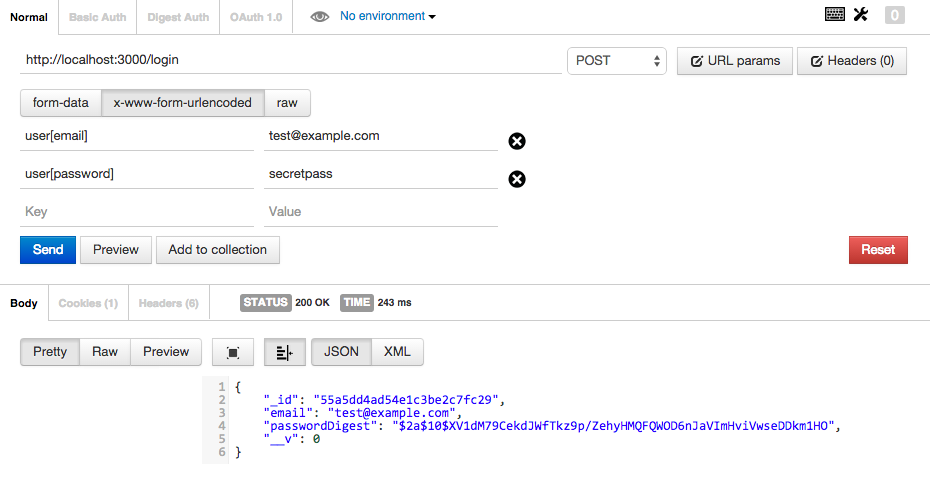 Normal Basic Auth Digest Auth OAuth 1.0 No environment 0
http://localhost:3000/login POST URL params Headers (0)
form-data x-www-form-urlencoded raw
user[email] test@example.com
user[password] secretpass
Key Value
Send Preview Add to collection Reset
Body Cookies (1) Headers (6) STATUS 200 OK TIME 243 ms
Pretty Raw Preview JSON XML
1 {
2 "_id": "55a5dd4ad54e1c3be2c7fc29",
3 "email": "test@example.com",
4 "passwordDigest": "$2a$10$XV1dM79CekdJWfTkz9p/ZehyHMQFQWOD6nJaVImHviVwseDDkm1HO",
5 "__v": 0
6 }